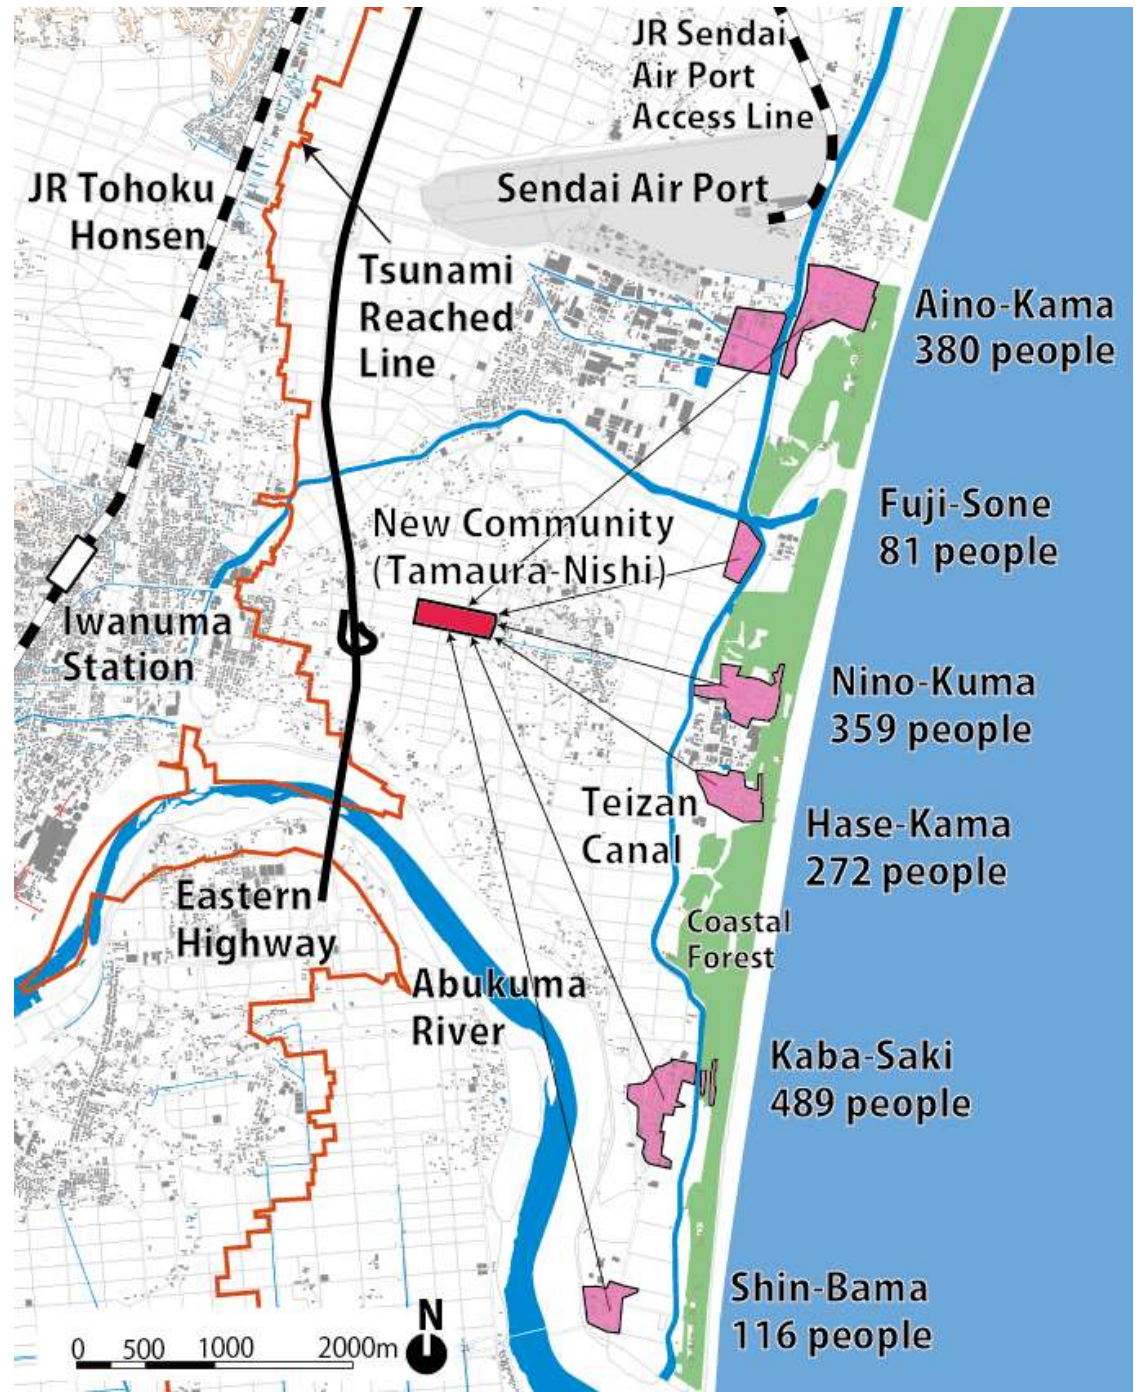 JR Sendai
Air Port
Access Line
JR Tohoku
Honsen
Sendai Air Port
Tsunami
Reached
Line
Aino-Kama
380 people
Fuji-Sone
81 people
New Community
(Tamaura-Nishi)
Iwanuma
Station
Nino-Kuma
359 people
Teizan
Canal
Hase-Kama
272 people
Eastern
Highway
Coastal
Forest
Abukuma
River
Kaba-Saki
489 people
Shin-Bama
116 people
N
0 500 1000 2000m